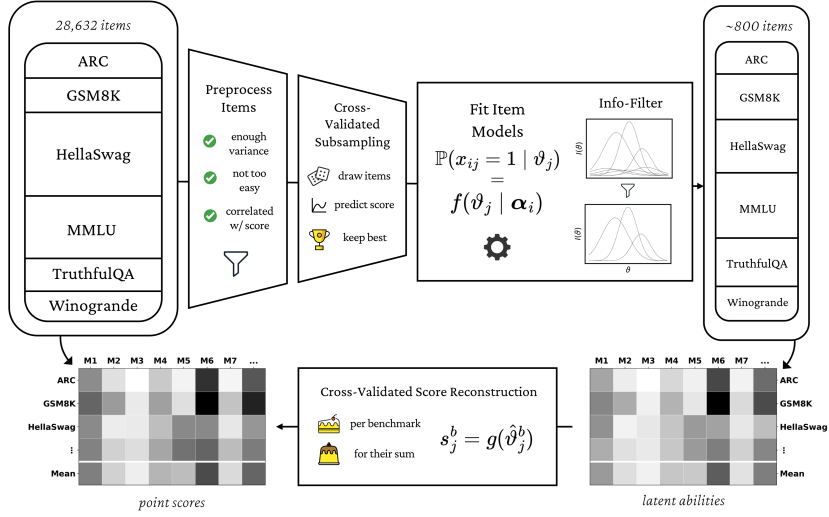 28,632 items
ARC
GSM8K
HellaSwag
MMLU
TruthfulQA
Winogrande
Preprocess
Items
enough
variance
not too
easy
correlated
w/ score
Cross-
Validated
Subsampling
draw items
predict score
keep best
Fit Item
Models
ℙ(x_{ij} = 1 | ϑ_j)
=
f(ϑ_j | α_i)
Info-Filter
I(θ)
I(θ)
θ
~800 items
ARC
GSM8K
HellaSwag
MMLU
TruthfulQA
Winogrande
M1 M2 M3 M4 M5 M6 M7 ...
ARC
GSM8K
HellaSwag
⋮
Mean
point scores
Cross-Validated Score Reconstruction
per benchmark
for their sum
s_j^b = g(ϑ̂_j^b)
M1 M2 M3 M4 M5 M6 M7 ...
ARC
GSM8K
HellaSwag
⋮
Mean
latent abilities